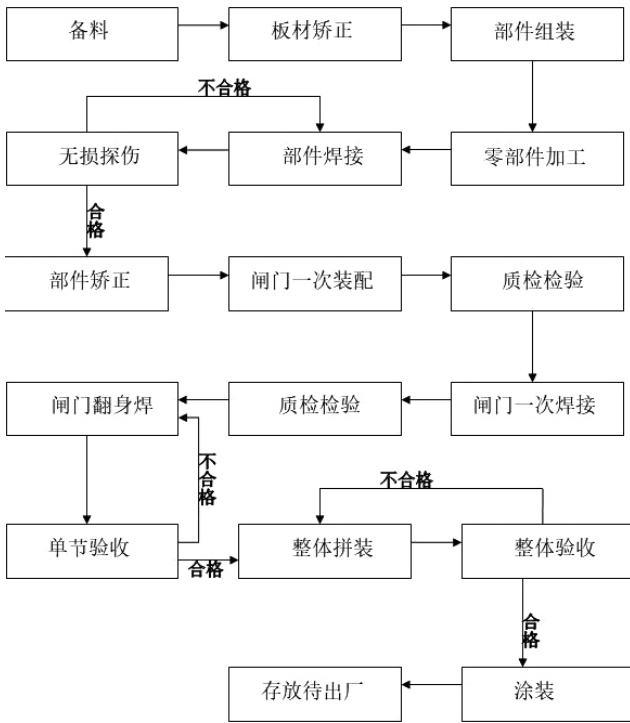 备料
板材矫正
部件组装
不合格
无损探伤
部件焊接
零部件加工
合格
部件矫正
闸门一次装配
质检检验
闸门翻身焊
质检检验
闸门一次焊接
不合格
不合格
单节验收
合格
整体拼装
整体验收
合格
存放待出厂
涂装